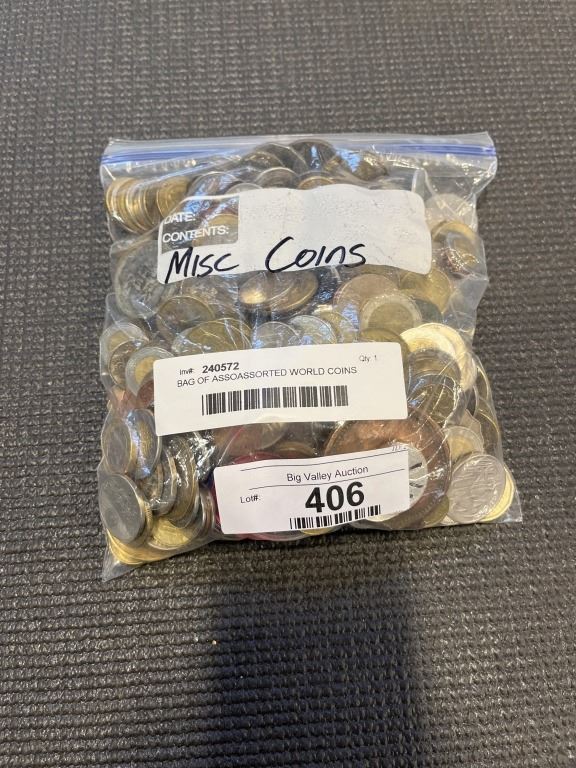 DATE:
CONTENTS:
Misc Coins
Inv#: 240572 Qty: 1
BAG OF ASSOASSORTED WORLD COINS
Big Valley Auction
Lot#: 406